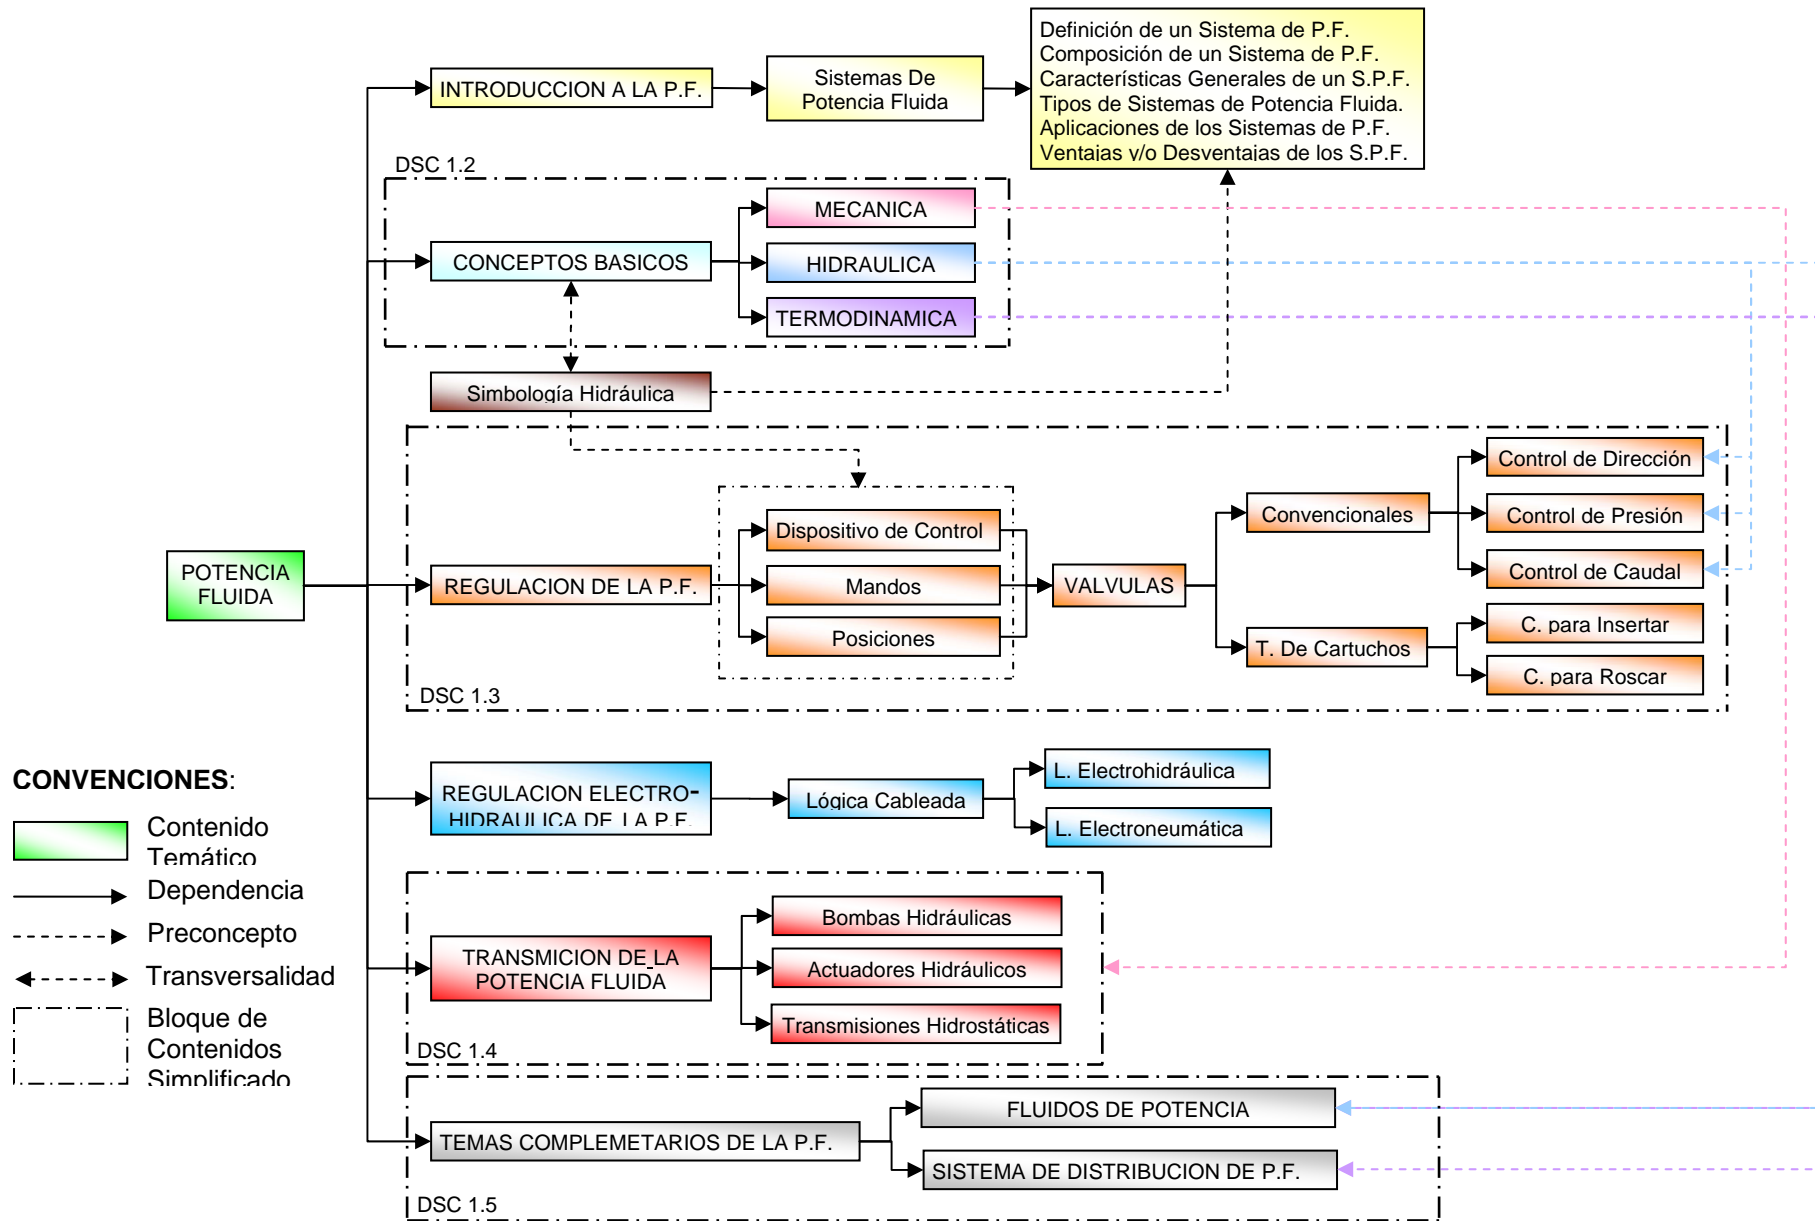 Definición de un Sistema de P.F.
Composición de un Sistema de P.F.
Característícas Generales de un S.P.F.
Tipos de Sistemas de Potencia Fluida.
Aplicaciones de los Sistemas de P.F.
Ventajas y/o Desventajas de los S.P.F.
INTRODUCCION A LA P.F.
Sistemas De
Potencia Fluida
DSC 1.2
MECANICA
CONCEPTOS BASICOS
HIDRAULICA
TERMODINAMICA
Simbología Hidráulica
Control de Dirección
Convencionales
Control de Presión
Dispositivo de Control
Control de Caudal
POTENCIA
FLUIDA
REGULACION DE LA P.F.
Mandos
VALVULAS
C. para Insertar
Posiciones
T. De Cartuchos
C. para Roscar
DSC 1.3
CONVENCIONES:
Contenido
Temático
Dependencia
Preconcepto
Transversalidad
Bloque de
Contenidos
Simplificado
REGULACION ELECTRO-
HIDRAULICA DE LA P.F.
Lógica Cableada
L. Electrohidráulica
L. Electroneumática
Bombas Hidráulicas
TRANSMICION DE LA
POTENCIA FLUIDA
Actuadores Hidráulicos
Transmisiones Hidrostáticas
DSC 1.4
FLUIDOS DE POTENCIA
TEMAS COMPLEMETARIOS DE LA P.F.
SISTEMA DE DISTRIBUCION DE P.F.
DSC 1.5